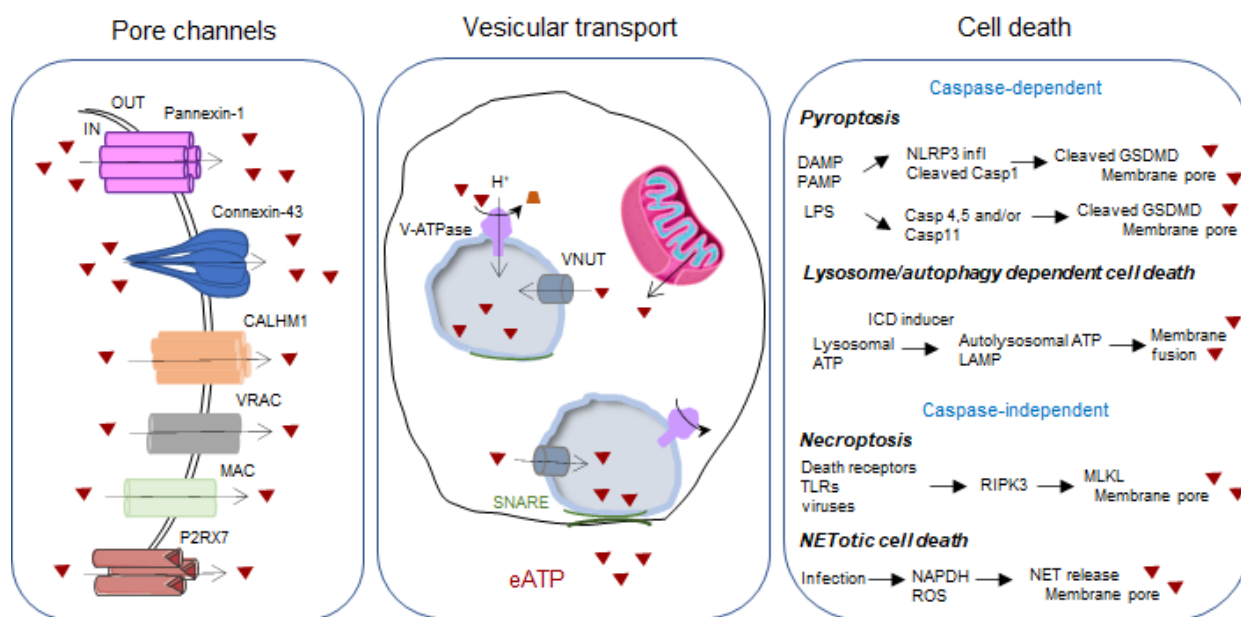 Pore channels
OUT
IN
Pannexin-1
Connexin-43
CALHM1
VRAC
MAC
P2RX7
Vesicular transport
H⁺
V-ATPase
VNUT
SNARE
eATP
Cell death
Caspase-dependent
Pyroptosis
DAMP
PAMP
NLRP3 infl
Cleaved Casp1
Cleaved GSDMD
Membrane pore
LPS
Casp 4,5 and/or
Casp11
Cleaved GSDMD
Membrane pore
Lysosome/autophagy dependent cell death
ICD inducer
Lysosomal
ATP
Autolysosomal ATP
LAMP
Membrane
fusion
Caspase-independent
Necroptosis
Death receptors
TLRs
viruses
RIPK3
MLKL
Membrane pore
NETotic cell death
Infection
NAPDH
ROS
NET release
Membrane pore